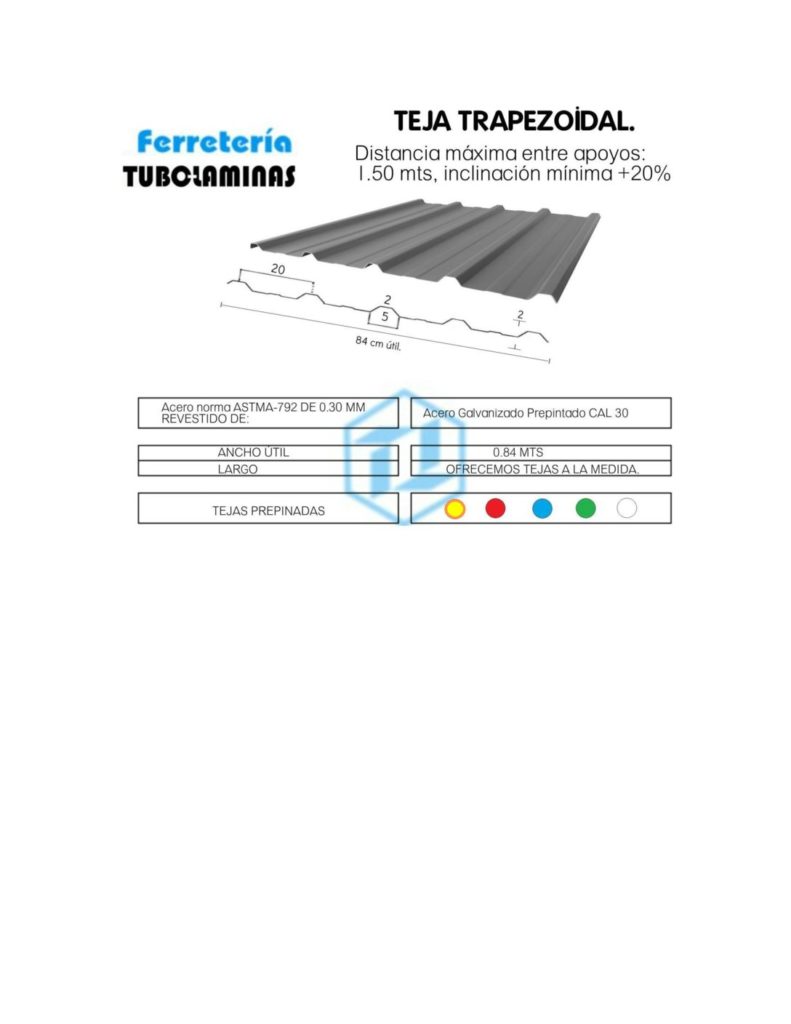 TEJA TRAPEZOİDAL.
Ferretería
TUBOLAMINAS
Distancia máxima entre apoyos:
1.50 mts, inclinación mínima +20%
20
2
5
2
84 cm útil.
Acero norma ASTMA-792 DE 0.30 MM
REVESTIDO DE:
Acero Galvanizado Prepintado CAL 30
ANCHO ÚTIL
0.84 MTS
LARGO
OFRECEMOS TEJAS A LA MEDIDA.
TEJAS PREPINADAS